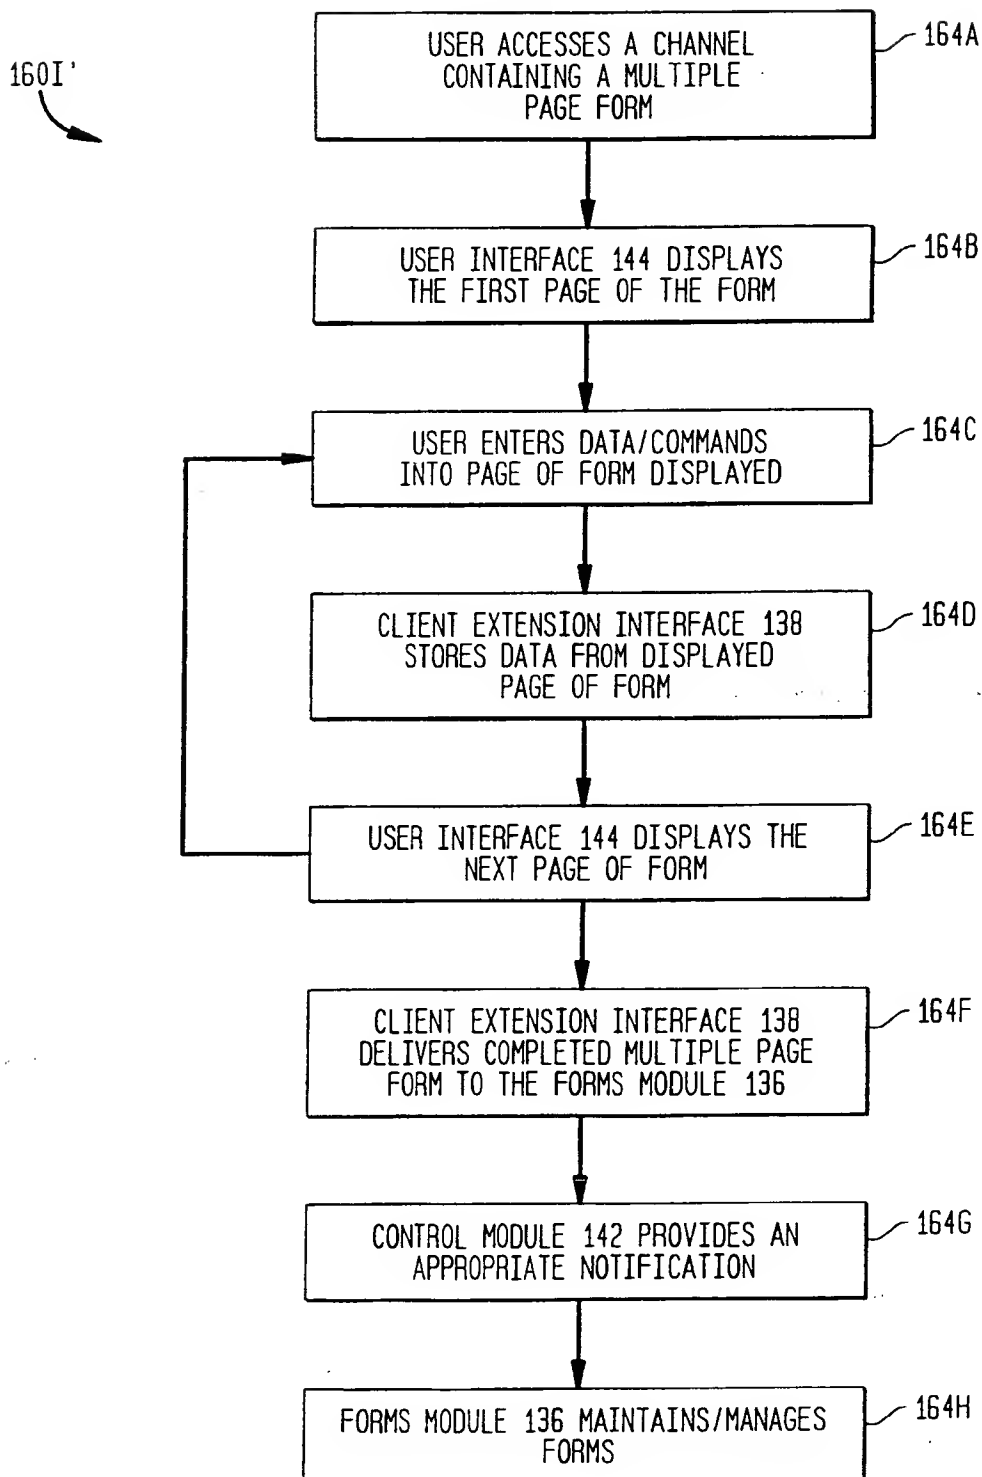 160I'
USER ACCESSES A CHANNEL
CONTAINING A MULTIPLE
PAGE FORM
164A
USER INTERFACE 144 DISPLAYS
THE FIRST PAGE OF THE FORM
164B
USER ENTERS DATA/COMMANDS
INTO PAGE OF FORM DISPLAYED
164C
CLIENT EXTENSION INTERFACE 138
STORES DATA FROM DISPLAYED
PAGE OF FORM
164D
USER INTERFACE 144 DISPLAYS THE
NEXT PAGE OF FORM
164E
CLIENT EXTENSION INTERFACE 138
DELIVERS COMPLETED MULTIPLE PAGE
FORM TO THE FORMS MODULE 136
164F
CONTROL MODULE 142 PROVIDES AN
APPROPRIATE NOTIFICATION
164G
FORMS MODULE 136 MAINTAINS/MANAGES
FORMS
164H